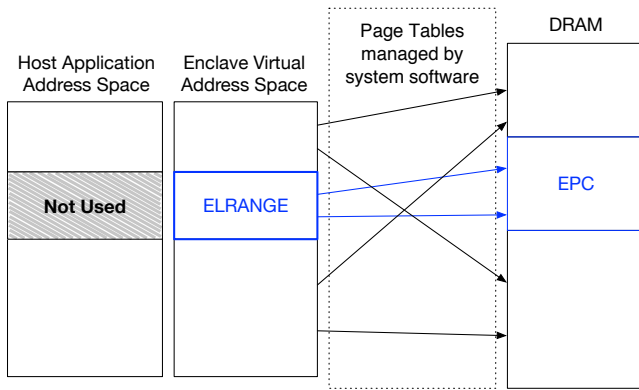 Host Application
Address Space
Enclave Virtual
Address Space
Page Tables
managed by
system software
DRAM
Not Used
ELRANGE
EPC